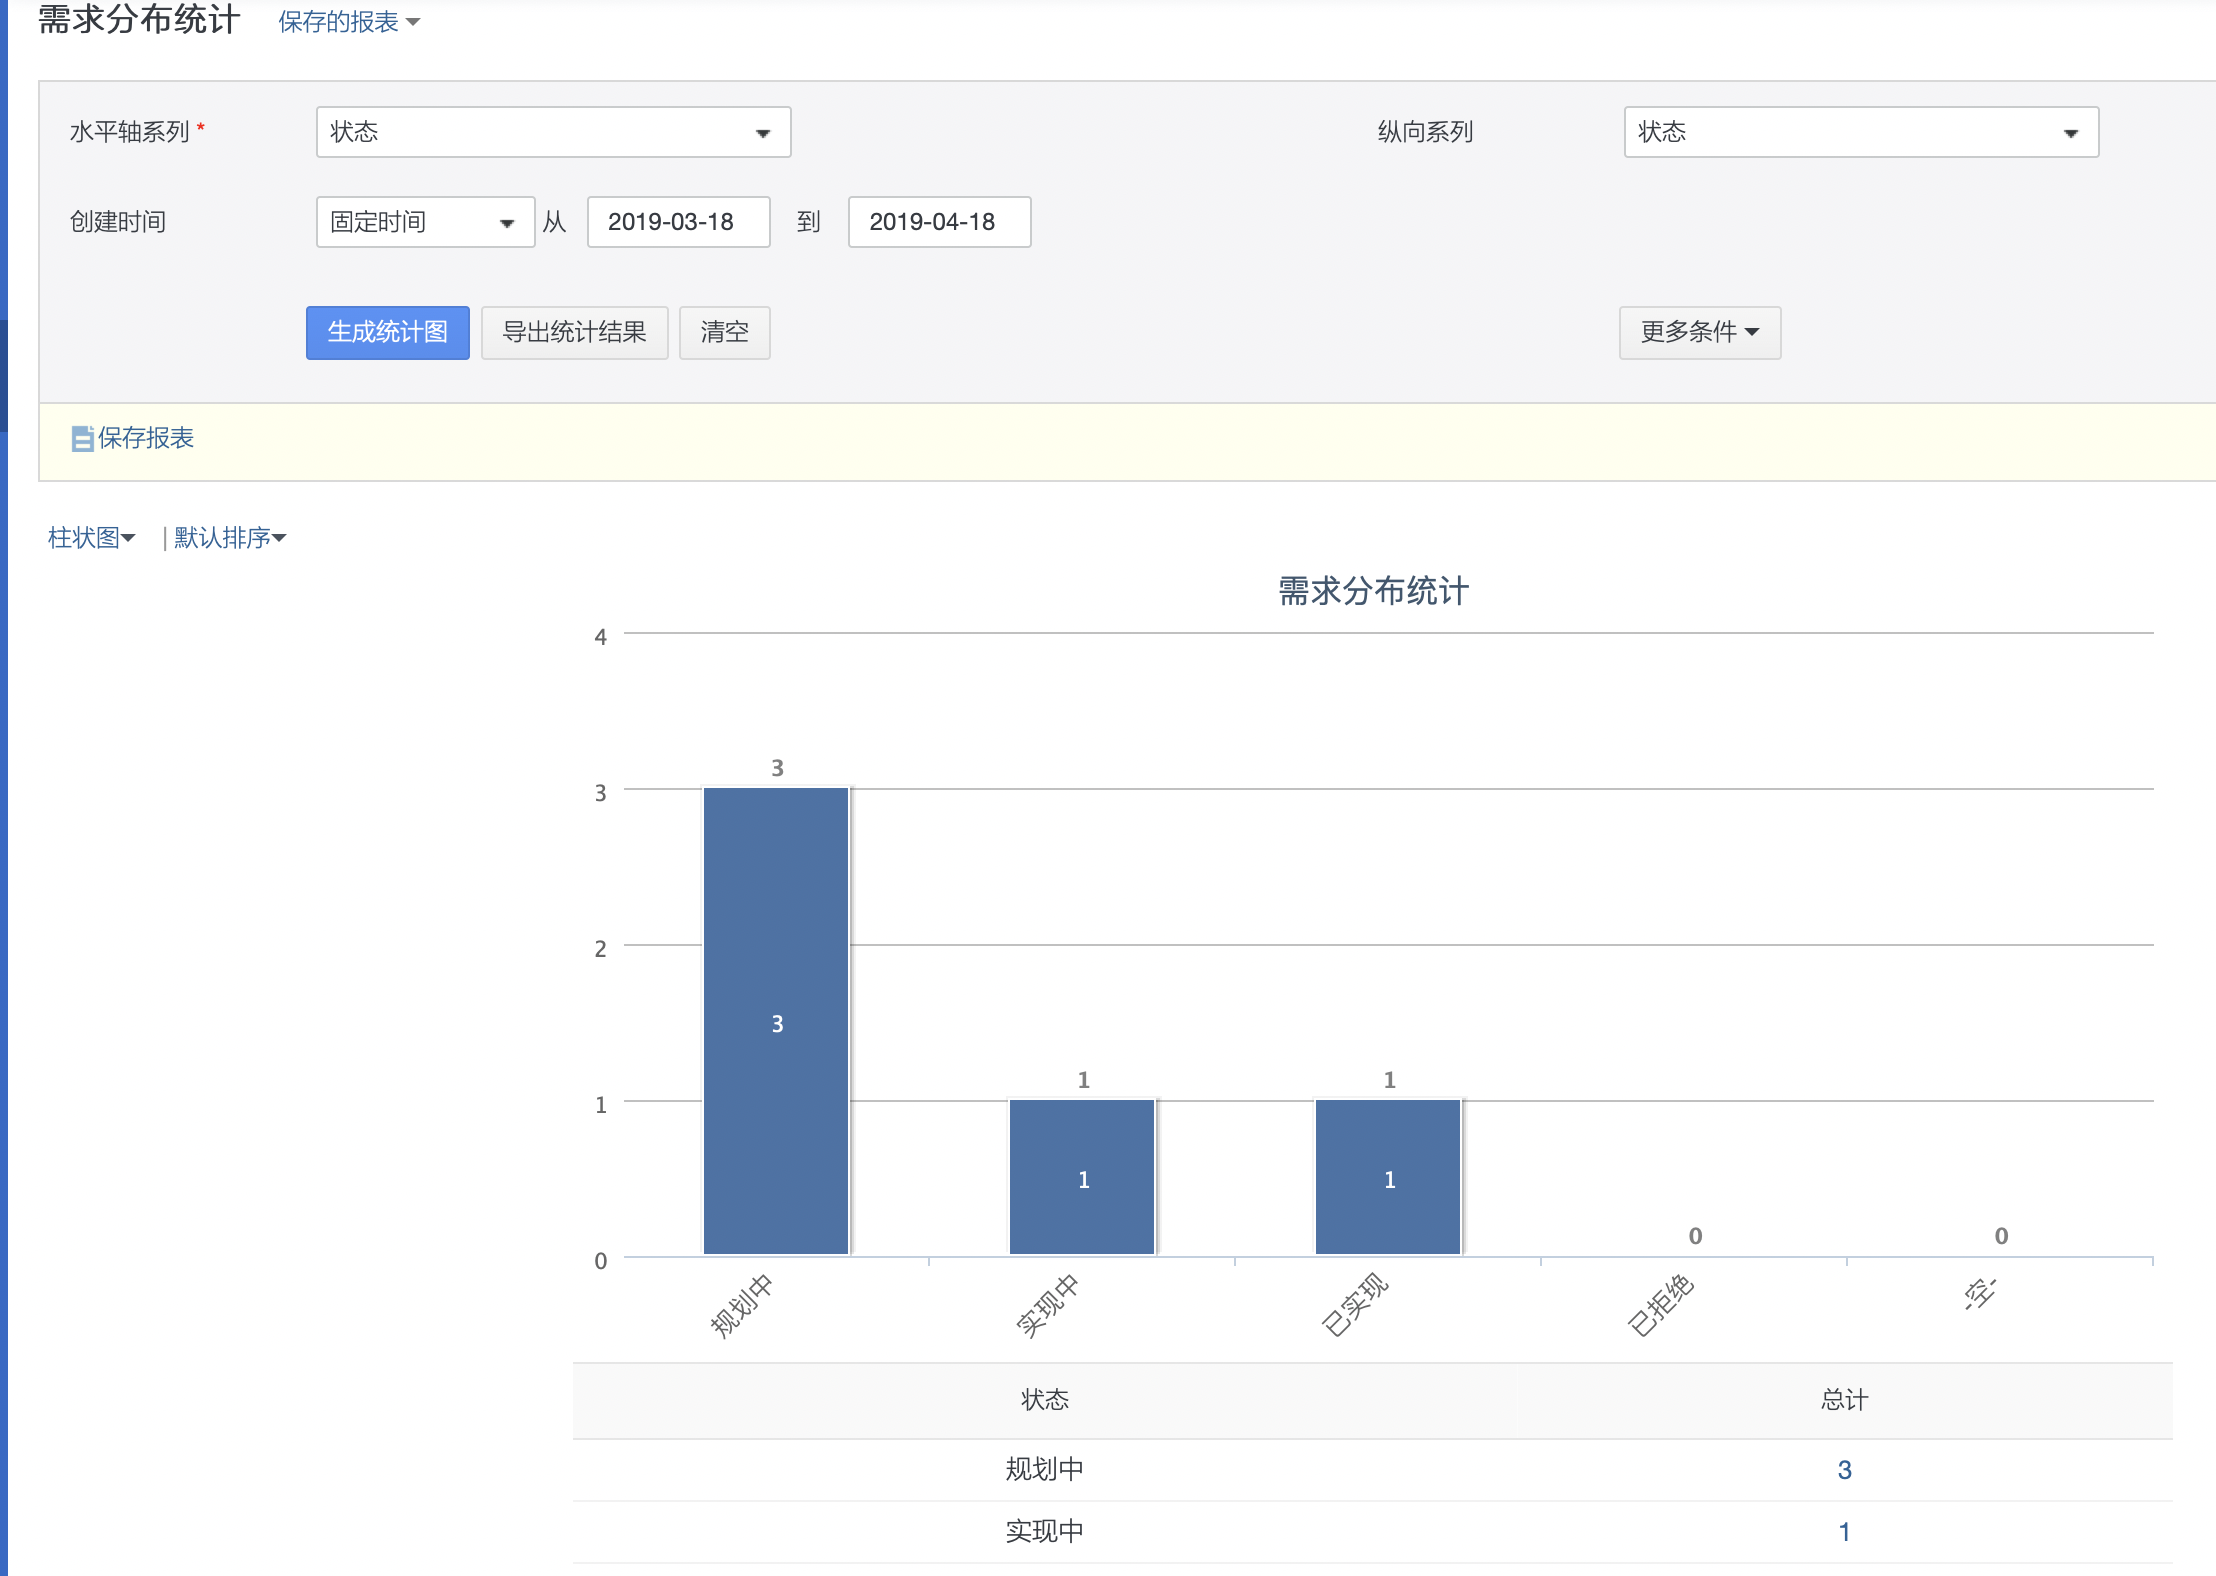 需求分布统计 保存的报表
水平轴系列 * 状态 纵向系列 状态
创建时间 固定时间 从 2019-03-18 到 2019-04-18
生成统计图 导出统计结果 清空 更多条件
保存报表
柱状图 | 默认排序
需求分布统计
4
3
3
2
3
1 1
1
1 1
0 0
0
规划中 实现中 已实现 已拒绝 -空-
状态 总计
规划中 3
实现中 1